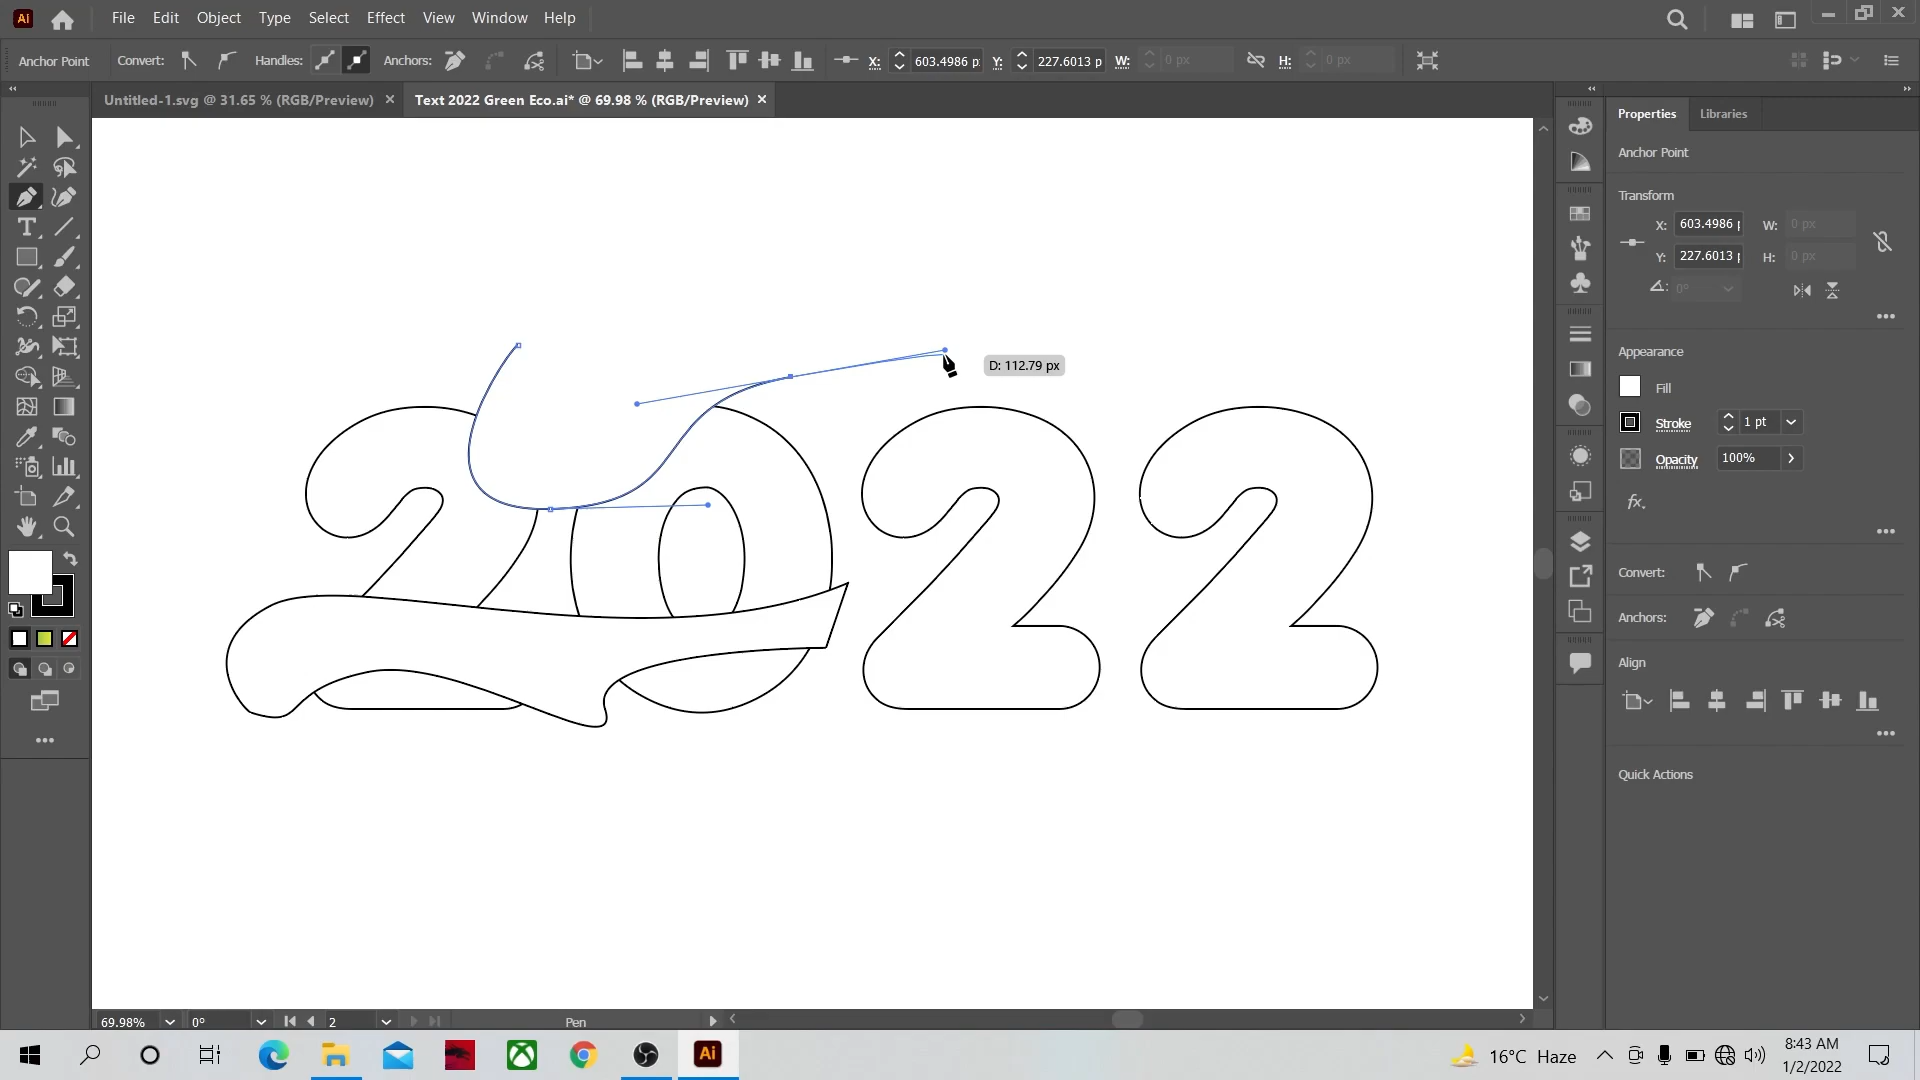 Ai File Edit Object Type Select Effect View Window Help
Anchor Point Convert: Handles: Anchors: X: 603.4986 p Y: 227.6013 p W: 0 px H: 0 px
Untitled-1.svg @ 31.65 % (RGB/Preview) × Text 2022 Green Eco.ai* @ 69.98 % (RGB/Preview) ×
Properties Libraries
Anchor Point
Transform
X: 603.4986 p W: 0 px
Y: 227.6013 p H: 0 px
0°
Appearance
Fill
Stroke 1 pt
Opacity 100%
fx.
Convert:
Anchors:
Align
Quick Actions
D: 112.79 px
2022
69.98% 0° 2 Pen
Ai 16°C Haze 8:43 AM
1/2/2022